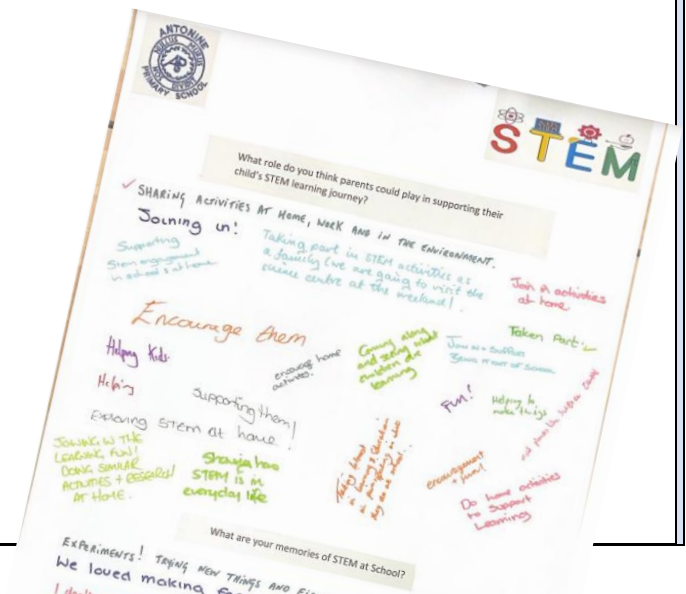 ANTONINE
PRIMARY SCHOOL
STEM
What role do you think parents could play in supporting their
child's STEM learning journey?
SHARING ACTIVITIES AT HOME, WORK AND IN THE ENVIRONMENT.
Joining in!
Supporting
Stem engagement
in school & at home
Taking part in STEM activities as
a family (we are going to visit the
science centre at the weekend!
Join in activities
at home
Encourage them
Taken Part
Helping Kids
encourage home
activities.
Coming along
and seeing what
children are
learning
Helping
Supporting them!
Fun!
Helping to
make things
Exploring STEM at home!
JOINING IN THE
LEARNING FUN!
DOING SIMILAR
ACTIVITIES + RESEARCH
AT HOME.
Showing how
STEM is in
everyday life
encouragement
+ fun!
Do home activities
to Support
Learning
What are your memories of STEM at School?
EXPERIMENTS! TRYING NEW THINGS AND
We loved making